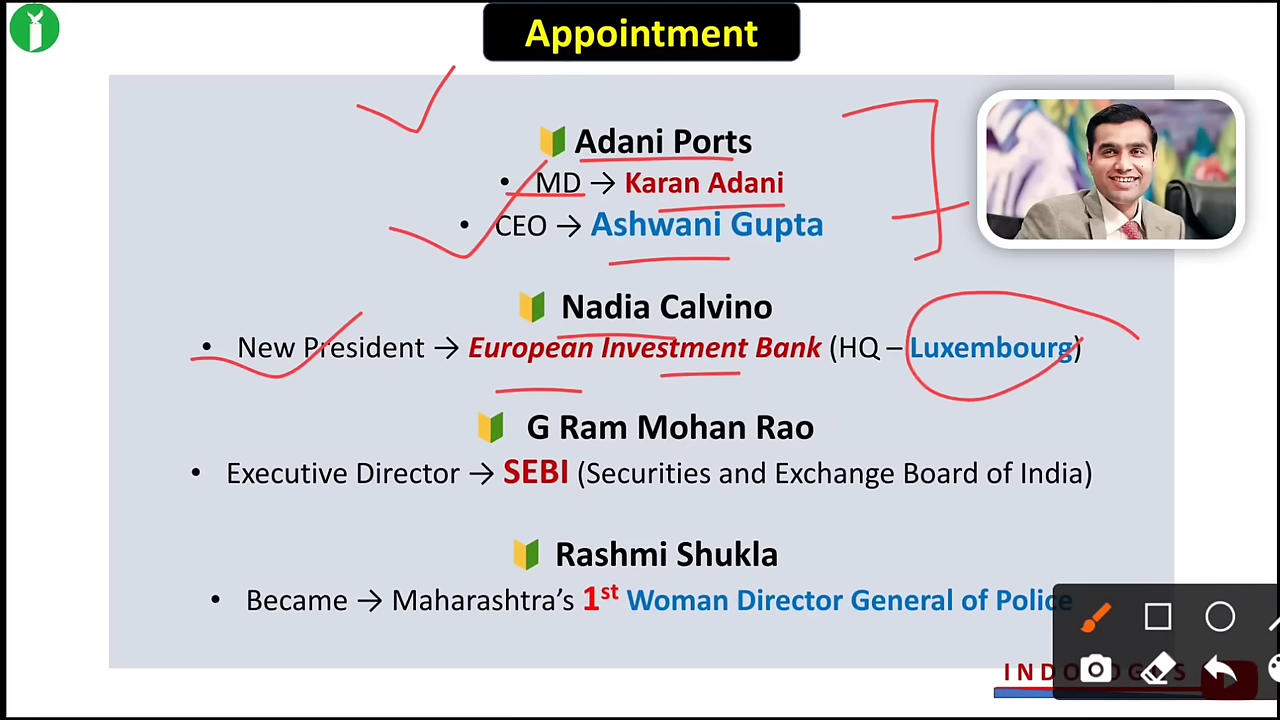 Appointment
Adani Ports
• MD → Karan Adani
• CEO → Ashwani Gupta
Nadia Calvino
• New President → European Investment Bank (HQ – Luxembourg)
G Ram Mohan Rao
• Executive Director → SEBI (Securities and Exchange Board of India)
Rashmi Shukla
• Became → Maharashtra's 1st Woman Director General of Police